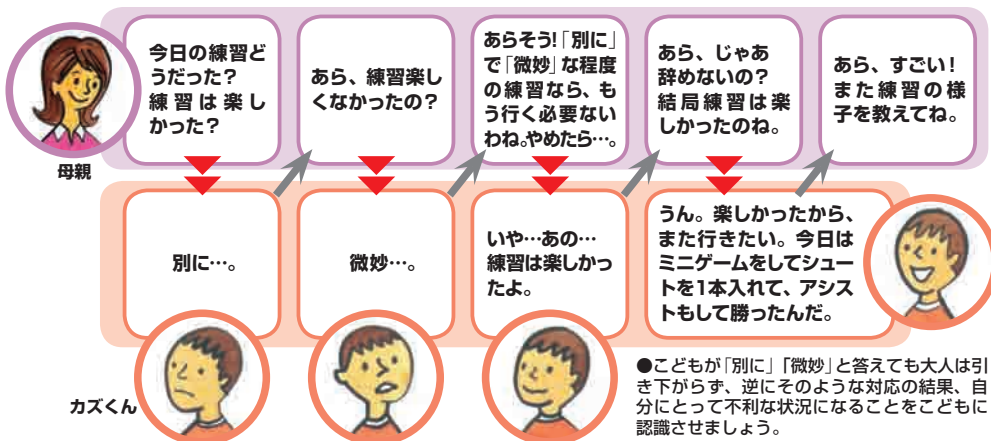 今日の練習ど
うだった？
練習は楽し
かった？
あら、練習楽し
くなかったの？
あらそう！「別に」
で「微妙」な程度
の練習なら、も
う行く必要ない
わね。やめたら…。
あら、じゃあ
辞めないの？
結局練習は楽
しかったのね。
あら、すごい！
また練習の様
子を教えてね。
母親
別に…。
微妙…。
いや…あの…
練習は楽しかっ
たよ。
うん。楽しかったから、
また行きたい。今日は
ミニゲームをしてシュー
トを1本入れて、アシス
トもして勝ったんだ。
カズくん
●こどもが「別に」「微妙」と答えても大人は引
き下がらず、逆にそのような対応の結果、自
分にとって不利な状況になることをこどもに
認識させましょう。